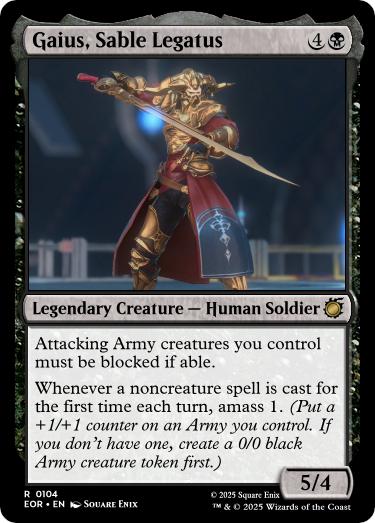 Gaius, Sable Legatus 4
Legendary Creature — Human Soldier
Attacking Army creatures you control
must be blocked if able.
Whenever a noncreature spell is cast
for the first time each turn, amass 1. (Put a
+1/+1 counter on an Army you control. If
you don't have one, create a 0/0 black
Army creature token first.)
5/4
R 0104
EOR • EN SQUARE ENIX
© 2025 Square Enix
™ & © 2025 Wizards of the Coast